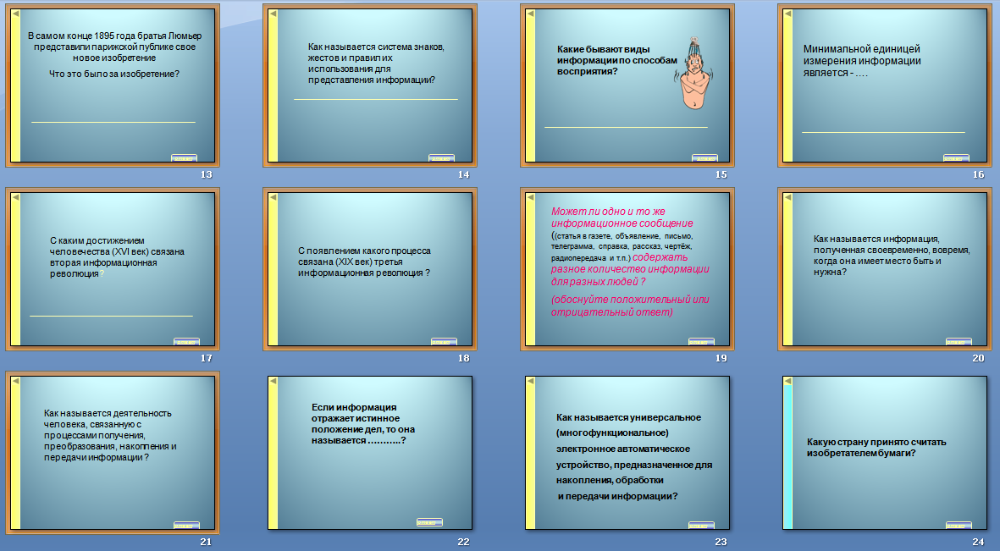 В самом конце 1895 года братья Люмьер
представили парижской публике свое
новое изобретение
Что это было за изобретение?
13
Как называется система знаков,
жестов и правил их
использования для
представления информации?
14
Какие бывают виды
информации по способам
восприятия?
15
Минимальной единицей
измерения информации
является - ….
16
С каким достижением
человечества (XVI век) связана
вторая информационная
революция?
17
С появлением какого процесса
связана (XIX век) третья
информационная революция ?
18
Может ли одно и то же
информационное сообщение
((статья в газете, объявление, письмо,
телеграмма, справка, рассказ, чертёж,
радиопередача и т.п.) содержать
разное количество информации
для разных людей ?
(обоснуйте положительный или
отрицательный ответ)
19
Как называется информация,
полученная своевременно, вовремя,
когда она имеет место быть и
нужна?
20
Как называется деятельность
человека, связанную с
процессами получения,
преобразования, накопления и
передачи информации ?
21
Если информация
отражает истинное
положение дел, то она
называется ………..?
22
Как называется универсальное
(многофункциональное)
электронное автоматическое
устройство, предназначенное для
накопления, обработки
и передачи информации?
23
Какую страну принято считать
изобретателем бумаги?
24